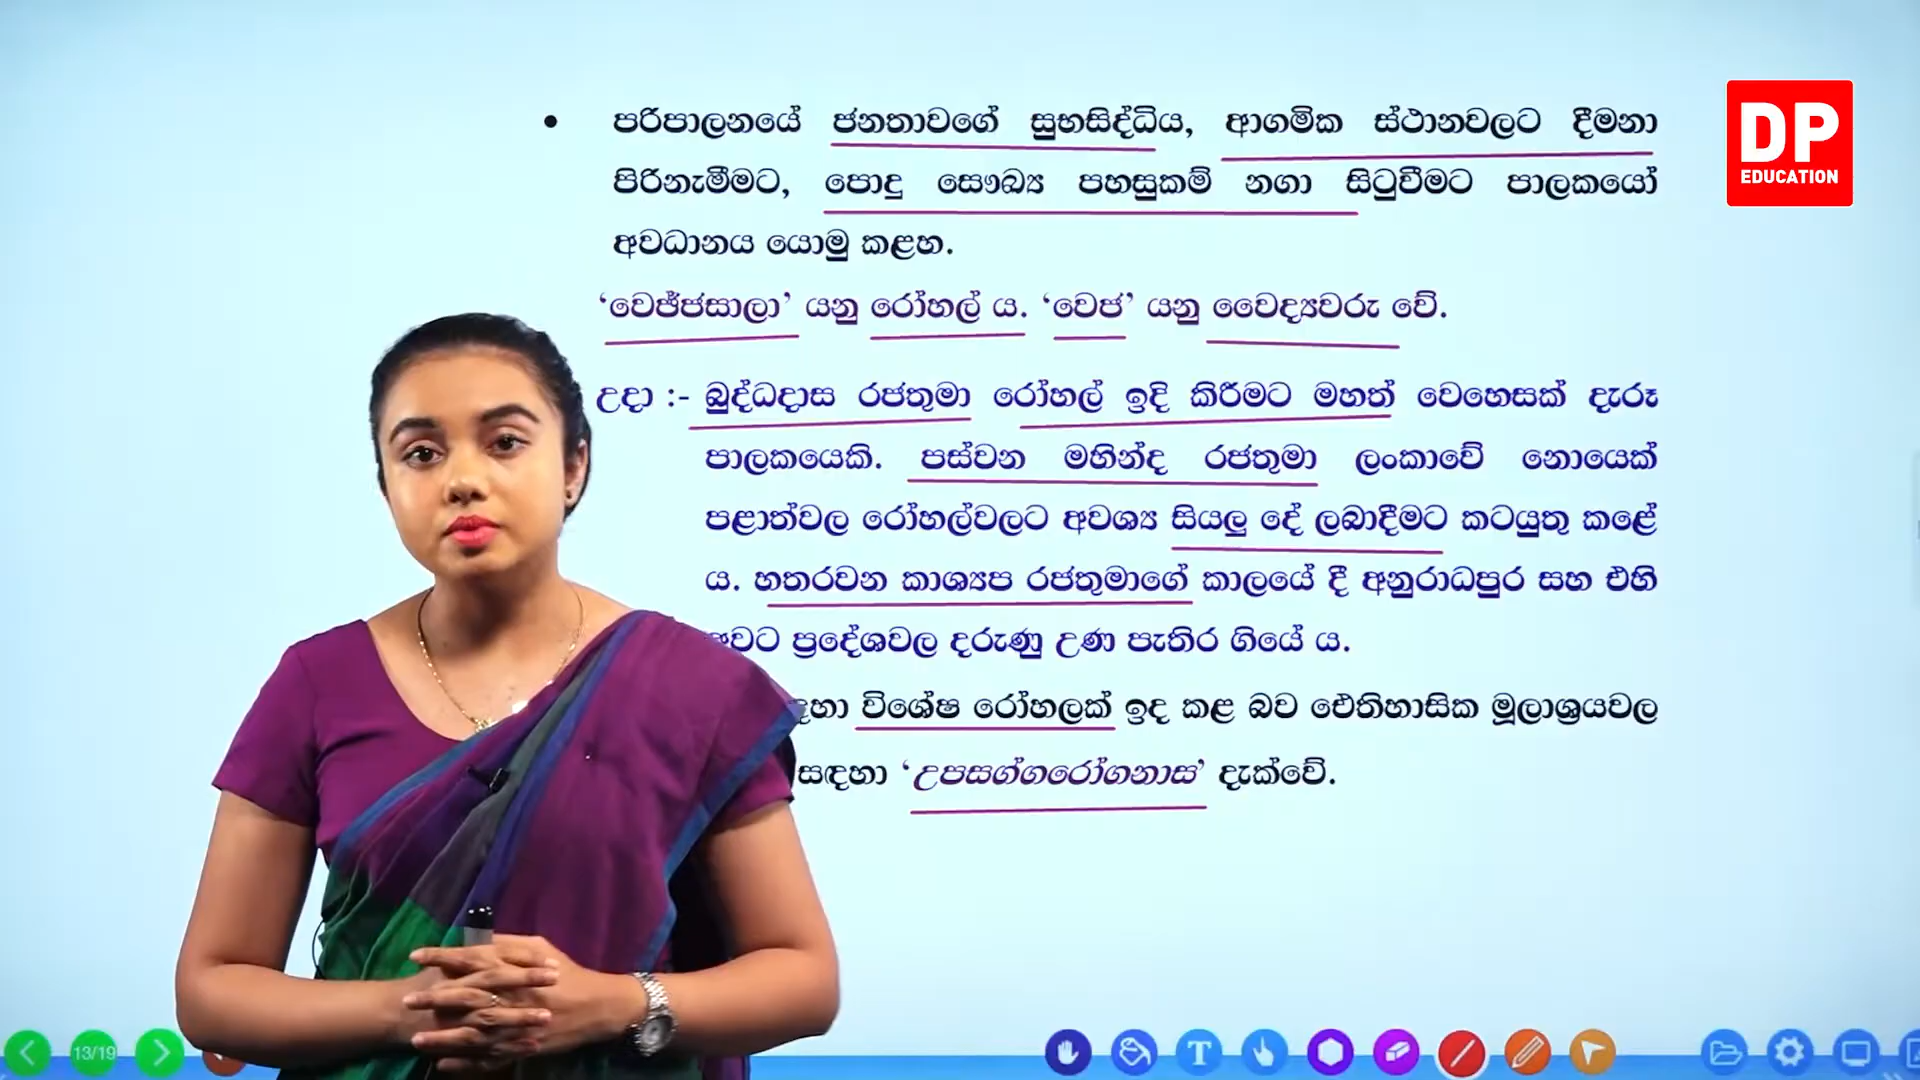 • පරිපාලනයේ ජනතාවගේ සුභසිද්ධිය, ආගමික ස්ථානවලට දීමනා
පිරිනැමීමට, පොදු සෞඛ්‍ය පහසුකම් නගා සිටුවීමට පාලකයෝ
අවධානය යොමු කළහ.
‘වෙජ්ජසාලා’ යනු රෝහල් ය. ‘වෙජ’ යනු වෛද්‍යවරු වේ.
උදා :- බුද්ධදාස රජතුමා රෝහල් ඉදි කිරීමට මහත් වෙහෙසක් දැරූ
පාලකයෙකි. පස්වන මහින්ද රජතුමා ලංකාවේ නොයෙක්
පළාත්වල රෝහල්වලට අවශ්‍ය සියලු දේ ලබාදීමට කටයුතු කළේ
ය. හතරවන කාශ්‍යප රජතුමාගේ කාලයේ දී අනුරාධපුර සහ එහි
ප්‍රදේශවල දරුණු උණ පැතිර ගියේ ය.
විශේෂ රෝහලක් ඉද කළ බව ඓතිහාසික මූලාශ්‍රයවල
සඳහා ‘උපසග්ගරෝගනාස’ දැක්වේ.
DP
EDUCATION
13/19